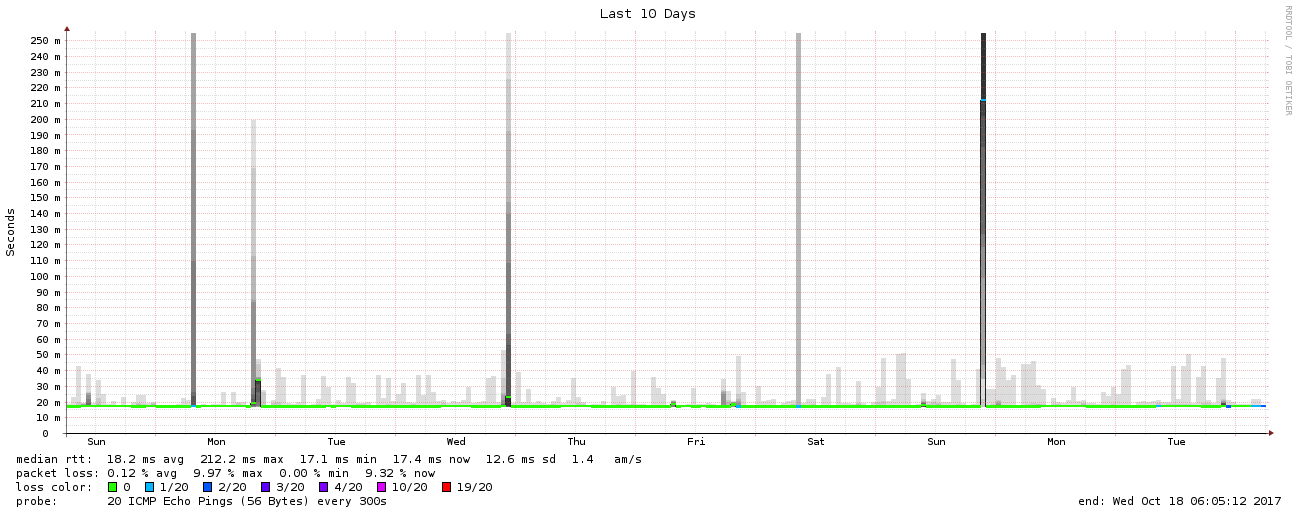 Last 10 Days
RRDTOOL / TOBI OETIKER
Seconds
250 m
240 m
230 m
220 m
210 m
200 m
190 m
180 m
170 m
160 m
150 m
140 m
130 m
120 m
110 m
100 m
90 m
80 m
70 m
60 m
50 m
40 m
30 m
20 m
10 m
0
Sun Mon Tue Wed Thu Fri Sat Sun Mon Tue
median rtt: 18.2 ms avg 212.2 ms max 17.1 ms min 17.4 ms now 12.6 ms sd 1.4 am/s
packet loss: 0.12 % avg 9.97 % max 0.00 % min 9.32 % now
loss color: 0 1/20 2/20 3/20 4/20 10/20 19/20
probe: 20 ICMP Echo Pings (56 Bytes) every 300s end: Wed Oct 18 06:05:12 2017